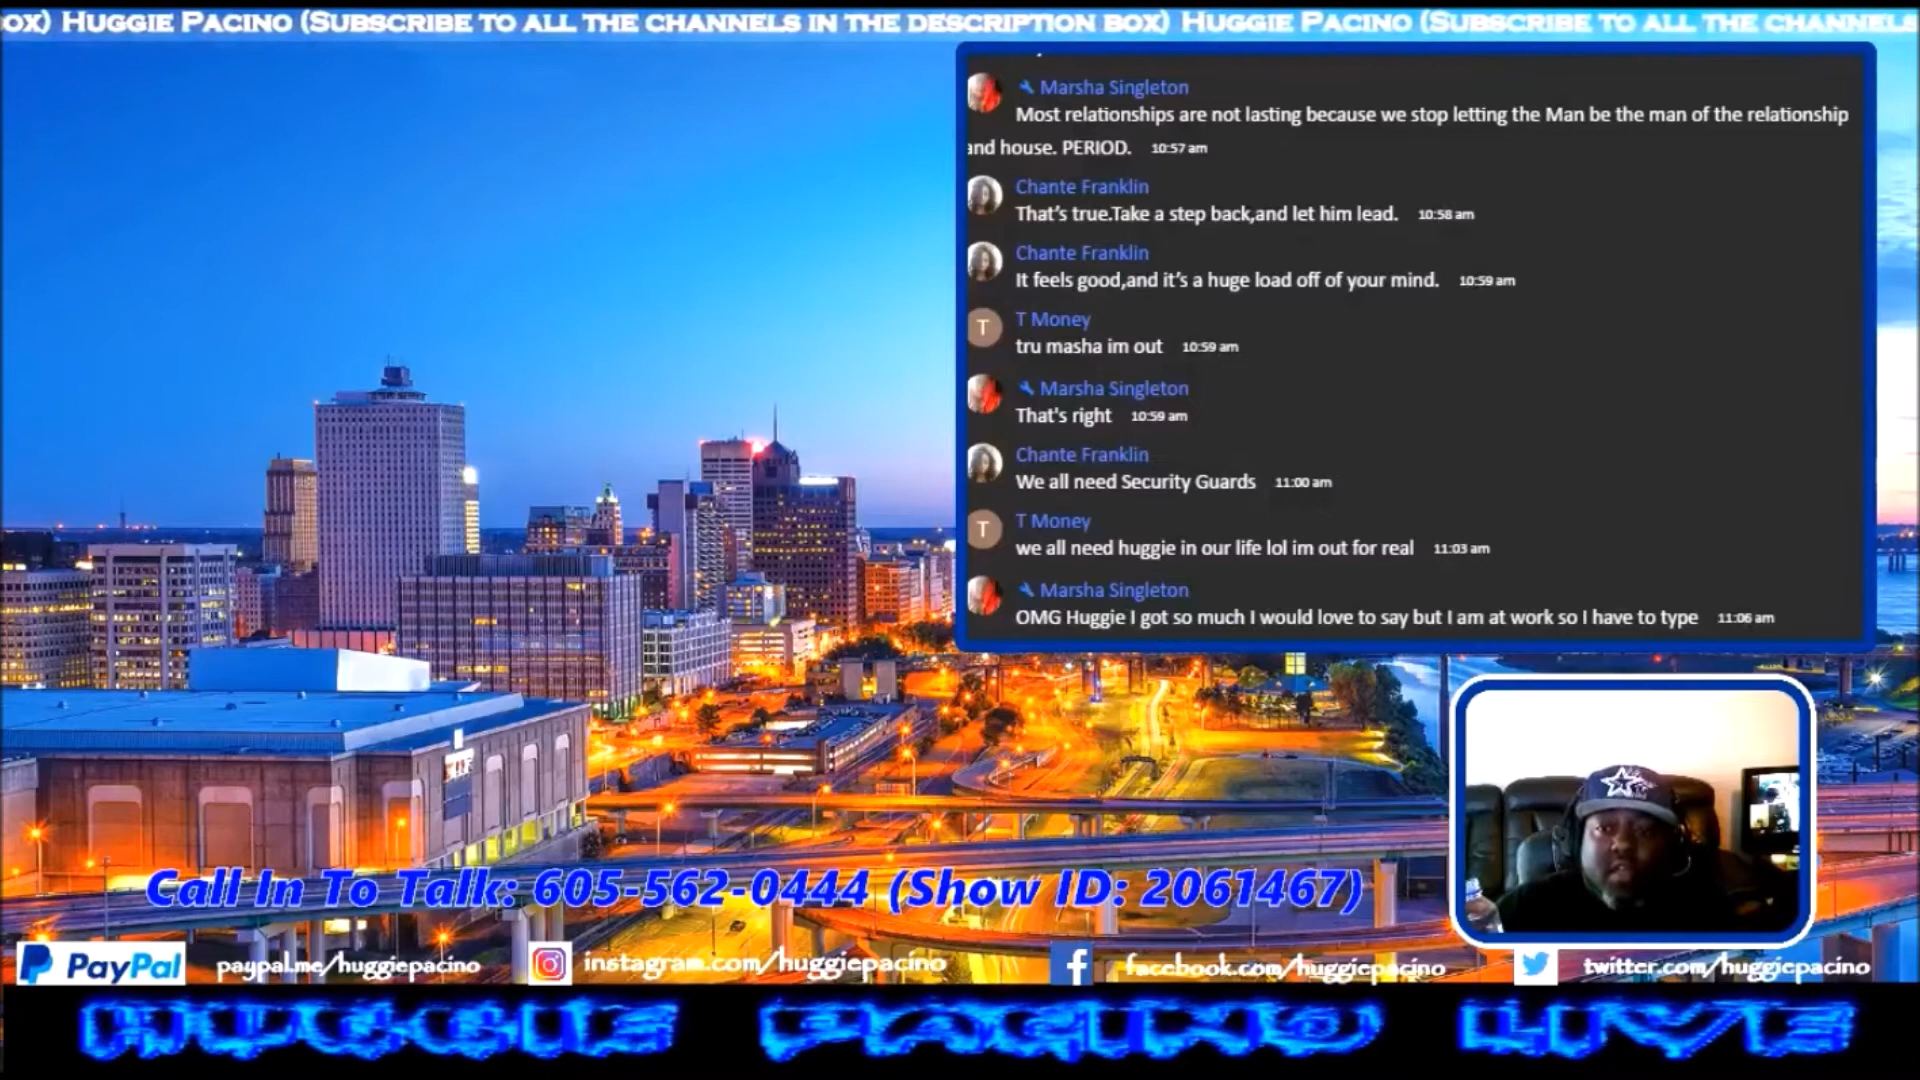 OX) HUGGIE PACINO (SUBSCRIBE TO ALL THE CHANNELS IN THE DESCRIPTION BOX) HUGGIE PACINO (SUBSCRIBE TO ALL THE CHANNELS
Marsha Singleton
Most relationships are not lasting because we stop letting the Man be the man of the relationship
and house. PERIOD. 10:57 am
Chante Franklin
That's true.Take a step back,and let him lead. 10:58 am
Chante Franklin
It feels good,and it's a huge load off of your mind. 10:59 am
T
T Money
tru masha im out 10:59 am
Marsha Singleton
That's right 10:59 am
Chante Franklin
We all need Security Guards 11:00 am
T
T Money
we all need huggie in our life lol im out for real 11:03 am
Marsha Singleton
OMG Huggie I got so much I would love to say but I am at work so I have to type 11:06 am
Call In To Talk: 605-562-0444 (Show ID: 2061467)
PayPal paypal.me/huggiepacino instagram.com/huggiepacino facebook.com/huggiepacino twitter.com/huggiepacino
HUGGIE PACINO LIVE